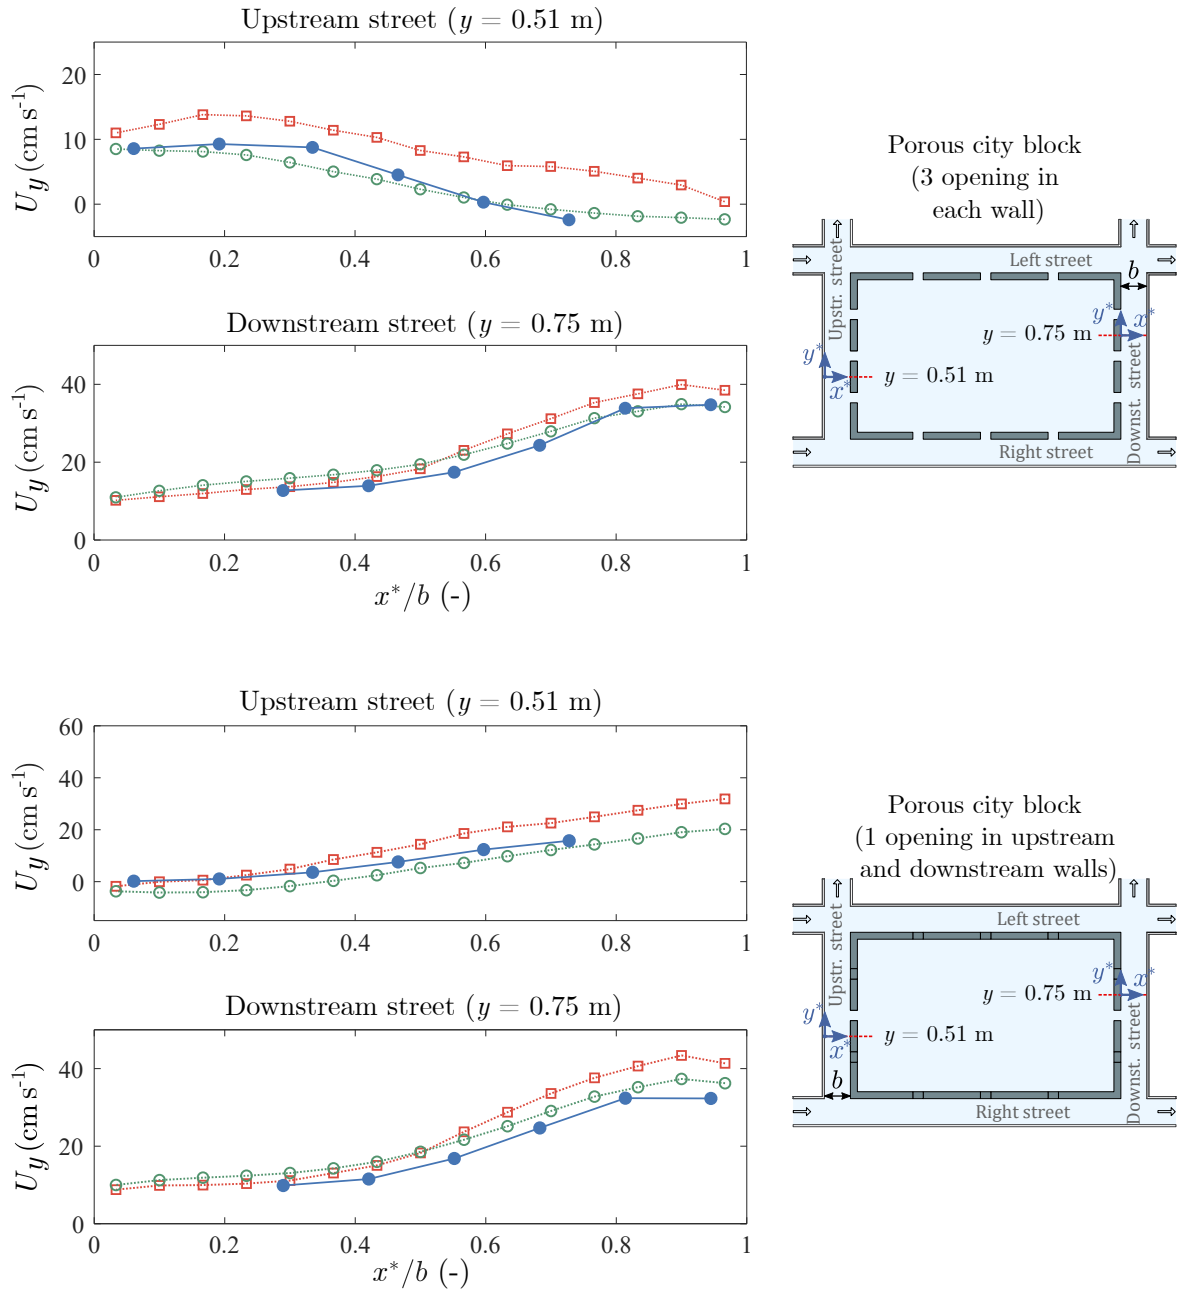 Upstream street (y = 0.51 m)
20
10
0
U_y (cm s⁻¹)
0 0.2 0.4 0.6 0.8 1
Downstream street (y = 0.75 m)
40
20
0
U_y (cm s⁻¹)
0 0.2 0.4 0.6 0.8 1
x*/b (-)
Porous city block
(3 opening in
each wall)
Upstr. street
Left street
b
y*
x*
y = 0.75 m
y*
x*
y = 0.51 m
Downst. street
Right street
Upstream street (y = 0.51 m)
60
40
20
0
U_y (cm s⁻¹)
0 0.2 0.4 0.6 0.8 1
Downstream street (y = 0.75 m)
40
20
0
U_y (cm s⁻¹)
0 0.2 0.4 0.6 0.8 1
x*/b (-)
Porous city block
(1 opening in upstream
and downstream walls)
Upstr. street
Left street
y*
x*
y = 0.75 m
y*
x*
y = 0.51 m
b
Downst. street
Right street